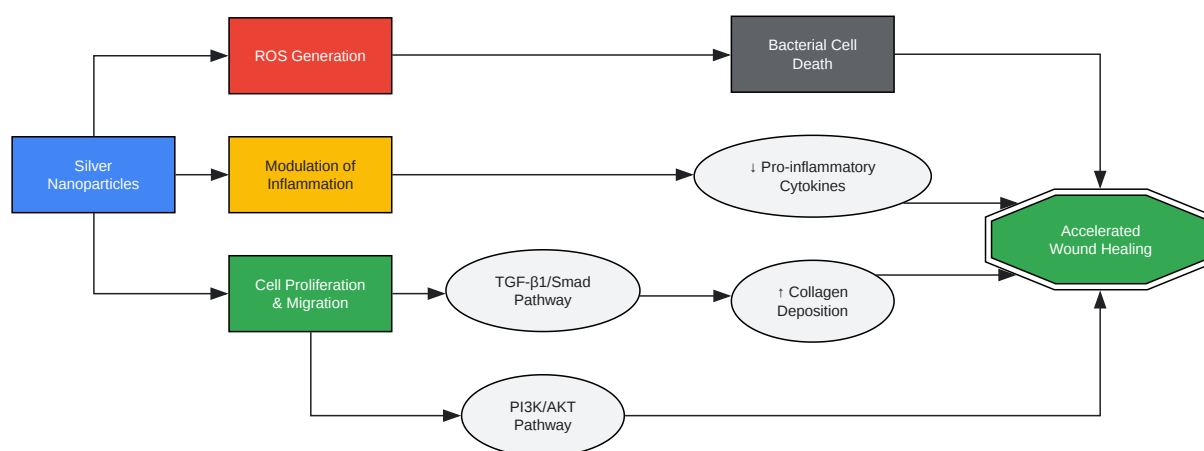 ROS Generation
Bacterial Cell
Death
Silver
Nanoparticles
Modulation of
Inflammation
↓ Pro-inflammatory
Cytokines
Accelerated
Wound Healing
Cell Proliferation
& Migration
TGF-β1/Smad
Pathway
↑ Collagen
Deposition
PI3K/AKT
Pathway